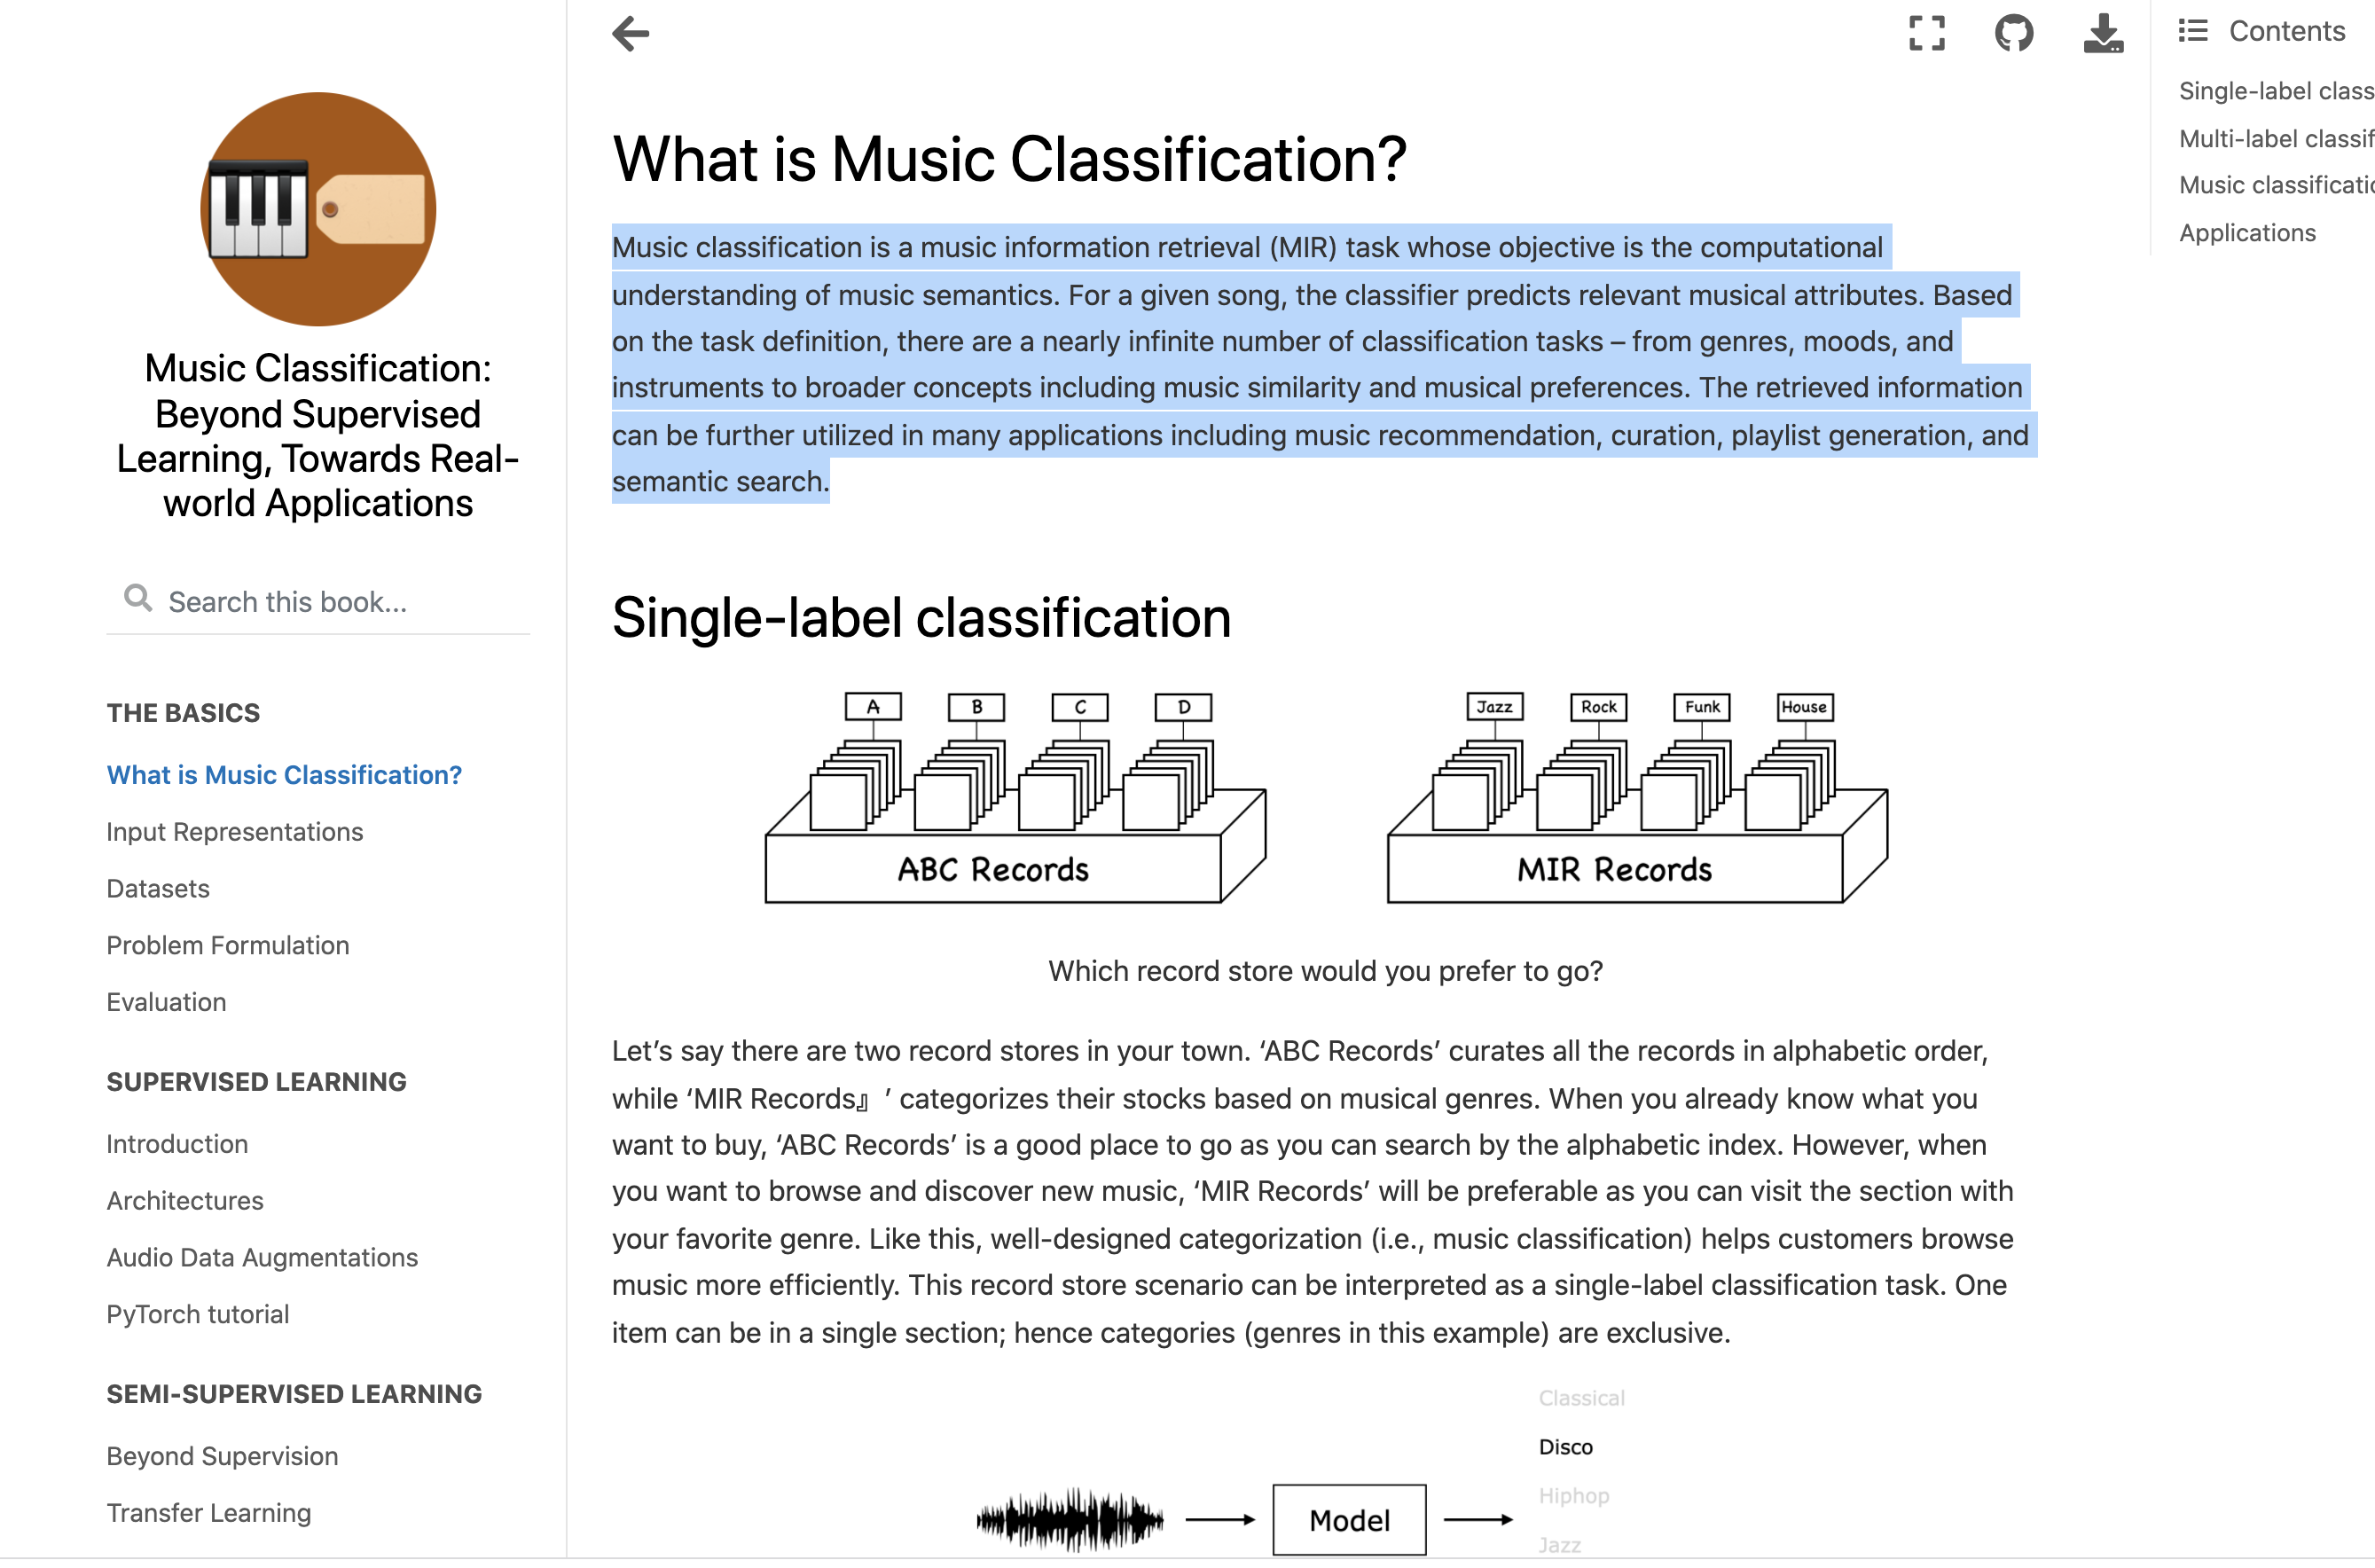 Music Classification:
Beyond Supervised
Learning, Towards Real-
world Applications
Search this book...
THE BASICS
What is Music Classification?
Input Representations
Datasets
Problem Formulation
Evaluation
SUPERVISED LEARNING
Introduction
Architectures
Audio Data Augmentations
PyTorch tutorial
SEMI-SUPERVISED LEARNING
Beyond Supervision
Transfer Learning
What is Music Classification?
Music classification is a music information retrieval (MIR) task whose objective is the computational
understanding of music semantics. For a given song, the classifier predicts relevant musical attributes. Based
on the task definition, there are a nearly infinite number of classification tasks – from genres, moods, and
instruments to broader concepts including music similarity and musical preferences. The retrieved information
can be further utilized in many applications including music recommendation, curation, playlist generation, and
semantic search.
Single-label classification
A B C D
ABC Records
Jazz Rock Funk House
MIR Records
Which record store would you prefer to go?
Let’s say there are two record stores in your town. ‘ABC Records’ curates all the records in alphabetic order,
while ‘MIR Records』’ categorizes their stocks based on musical genres. When you already know what you
want to buy, ‘ABC Records’ is a good place to go as you can search by the alphabetic index. However, when
you want to browse and discover new music, ‘MIR Records’ will be preferable as you can visit the section with
your favorite genre. Like this, well-designed categorization (i.e., music classification) helps customers browse
music more efficiently. This record store scenario can be interpreted as a single-label classification task. One
item can be in a single section; hence categories (genres in this example) are exclusive.
Model
Classical
Disco
Hiphop
Jazz
Contents
Single-label class
Multi-label classif
Music classificatio
Applications